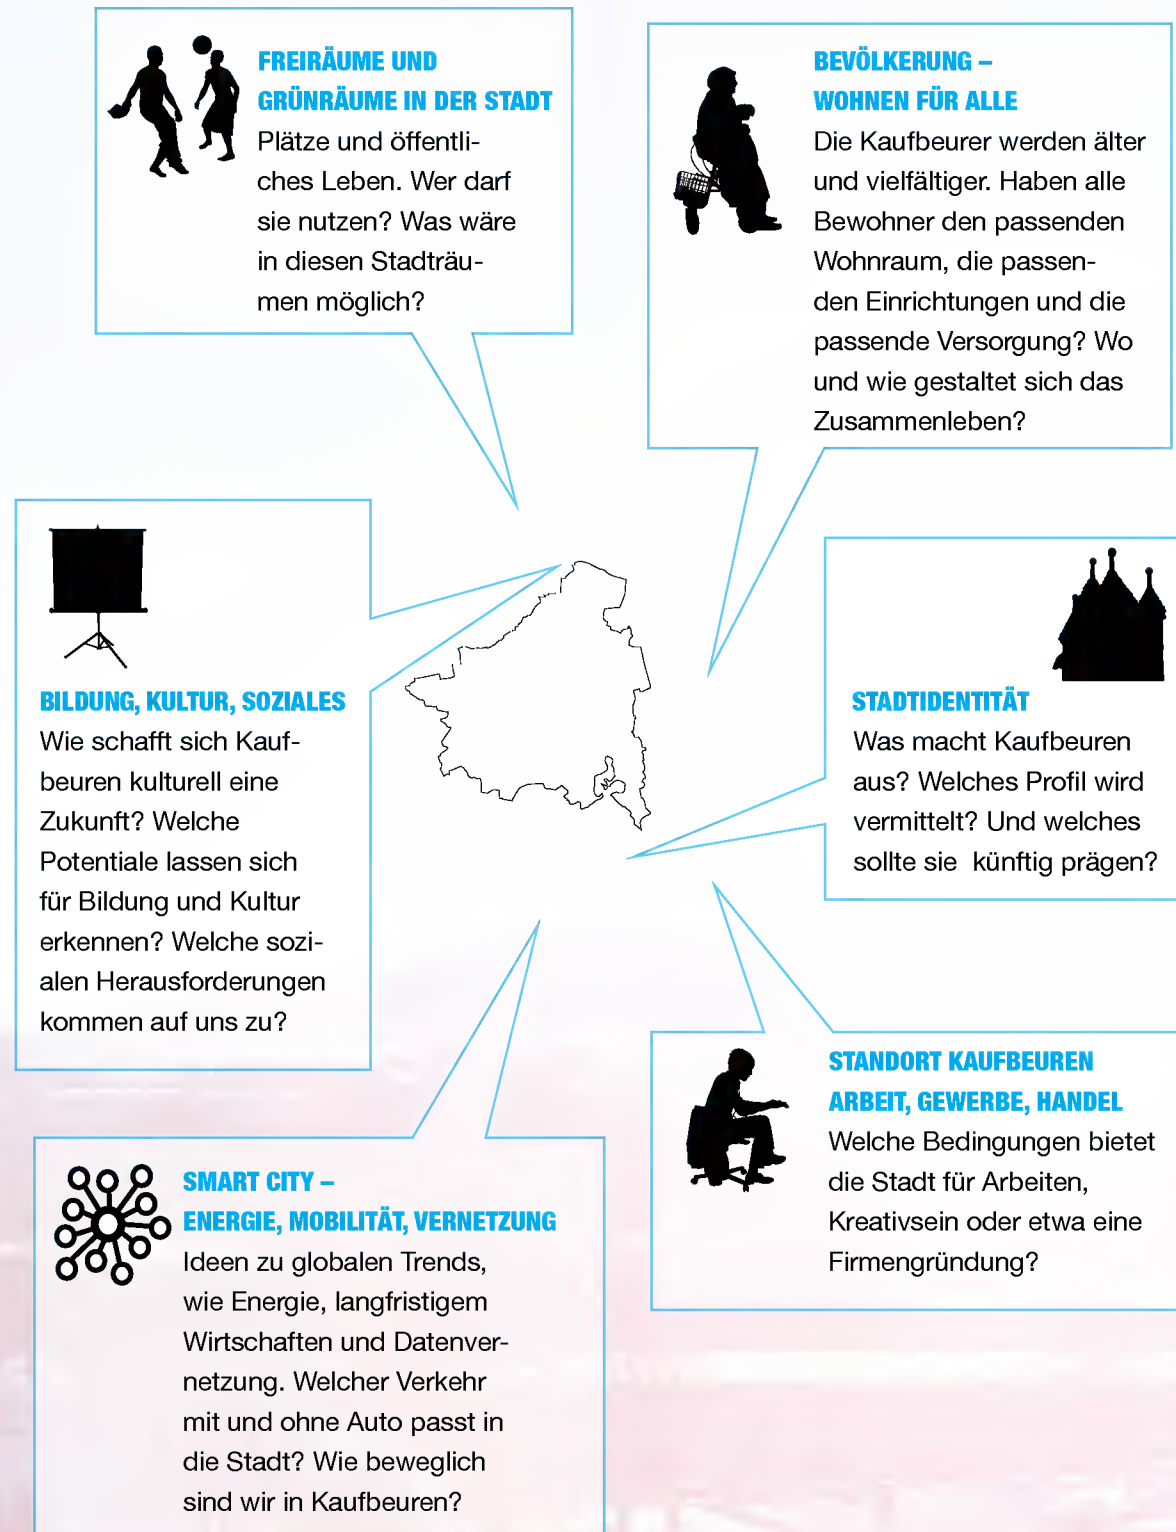 FREIRÄUME UND
GRÜNRÄUME IN DER STADT
Plätze und öffentli-
ches Leben. Wer darf
sie nutzen? Was wäre
in diesen Stadträu-
men möglich?
BEVÖLKERUNG –
WOHNEN FÜR ALLE
Die Kaufbeurer werden älter
und vielfältiger. Haben alle
Bewohner den passenden
Wohnraum, die passen-
den Einrichtungen und die
passende Versorgung? Wo
und wie gestaltet sich das
Zusammenleben?
BILDUNG, KULTUR, SOZIALES
Wie schafft sich Kauf-
beuren kulturell eine
Zukunft? Welche
Potentiale lassen sich
für Bildung und Kultur
erkennen? Welche sozi-
alen Herausforderungen
kommen auf uns zu?
STADTIDENTITÄT
Was macht Kaufbeuren
aus? Welches Profil wird
vermittelt? Und welches
sollte sie künftig prägen?
STANDORT KAUFBEUREN
ARBEIT, GEWERBE, HANDEL
Welche Bedingungen bietet
die Stadt für Arbeiten,
Kreativsein oder etwa eine
Firmengründung?
SMART CITY –
ENERGIE, MOBILITÄT, VERNETZUNG
Ideen zu globalen Trends,
wie Energie, langfristigem
Wirtschaften und Datenver-
netzung. Welcher Verkehr
mit und ohne Auto passt in
die Stadt? Wie beweglich
sind wir in Kaufbeuren?